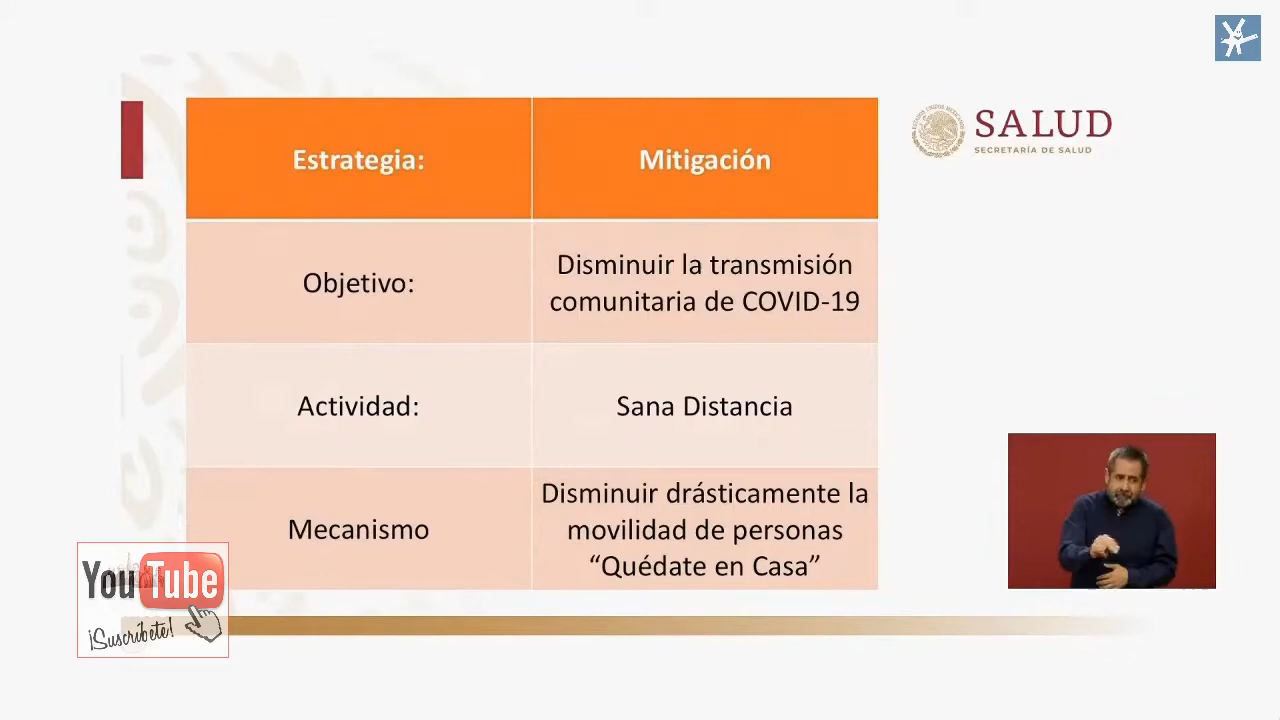 Estrategia:
Mitigación
SALUD
SECRETARÍA DE SALUD
Objetivo:
Disminuir la transmisión
comunitaria de COVID-19
Actividad:
Sana Distancia
Mecanismo
Disminuir drásticamente la
movilidad de personas
“Quédate en Casa”
YouTube
¡Suscríbete!